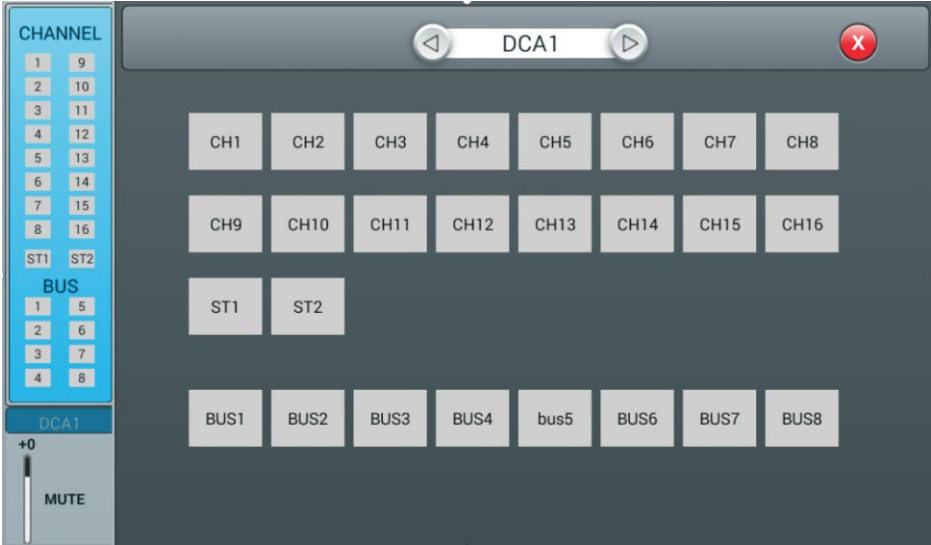 CHANNEL
1 9
2 10
3 11
4 12
5 13
6 14
7 15
8 16
ST1 ST2
BUS
1 5
2 6
3 7
4 8
DCA1
+0
MUTE
DCA1
X
CH1 CH2 CH3 CH4 CH5 CH6 CH7 CH8
CH9 CH10 CH11 CH12 CH13 CH14 CH15 CH16
ST1 ST2
BUS1 BUS2 BUS3 BUS4 bus5 BUS6 BUS7 BUS8